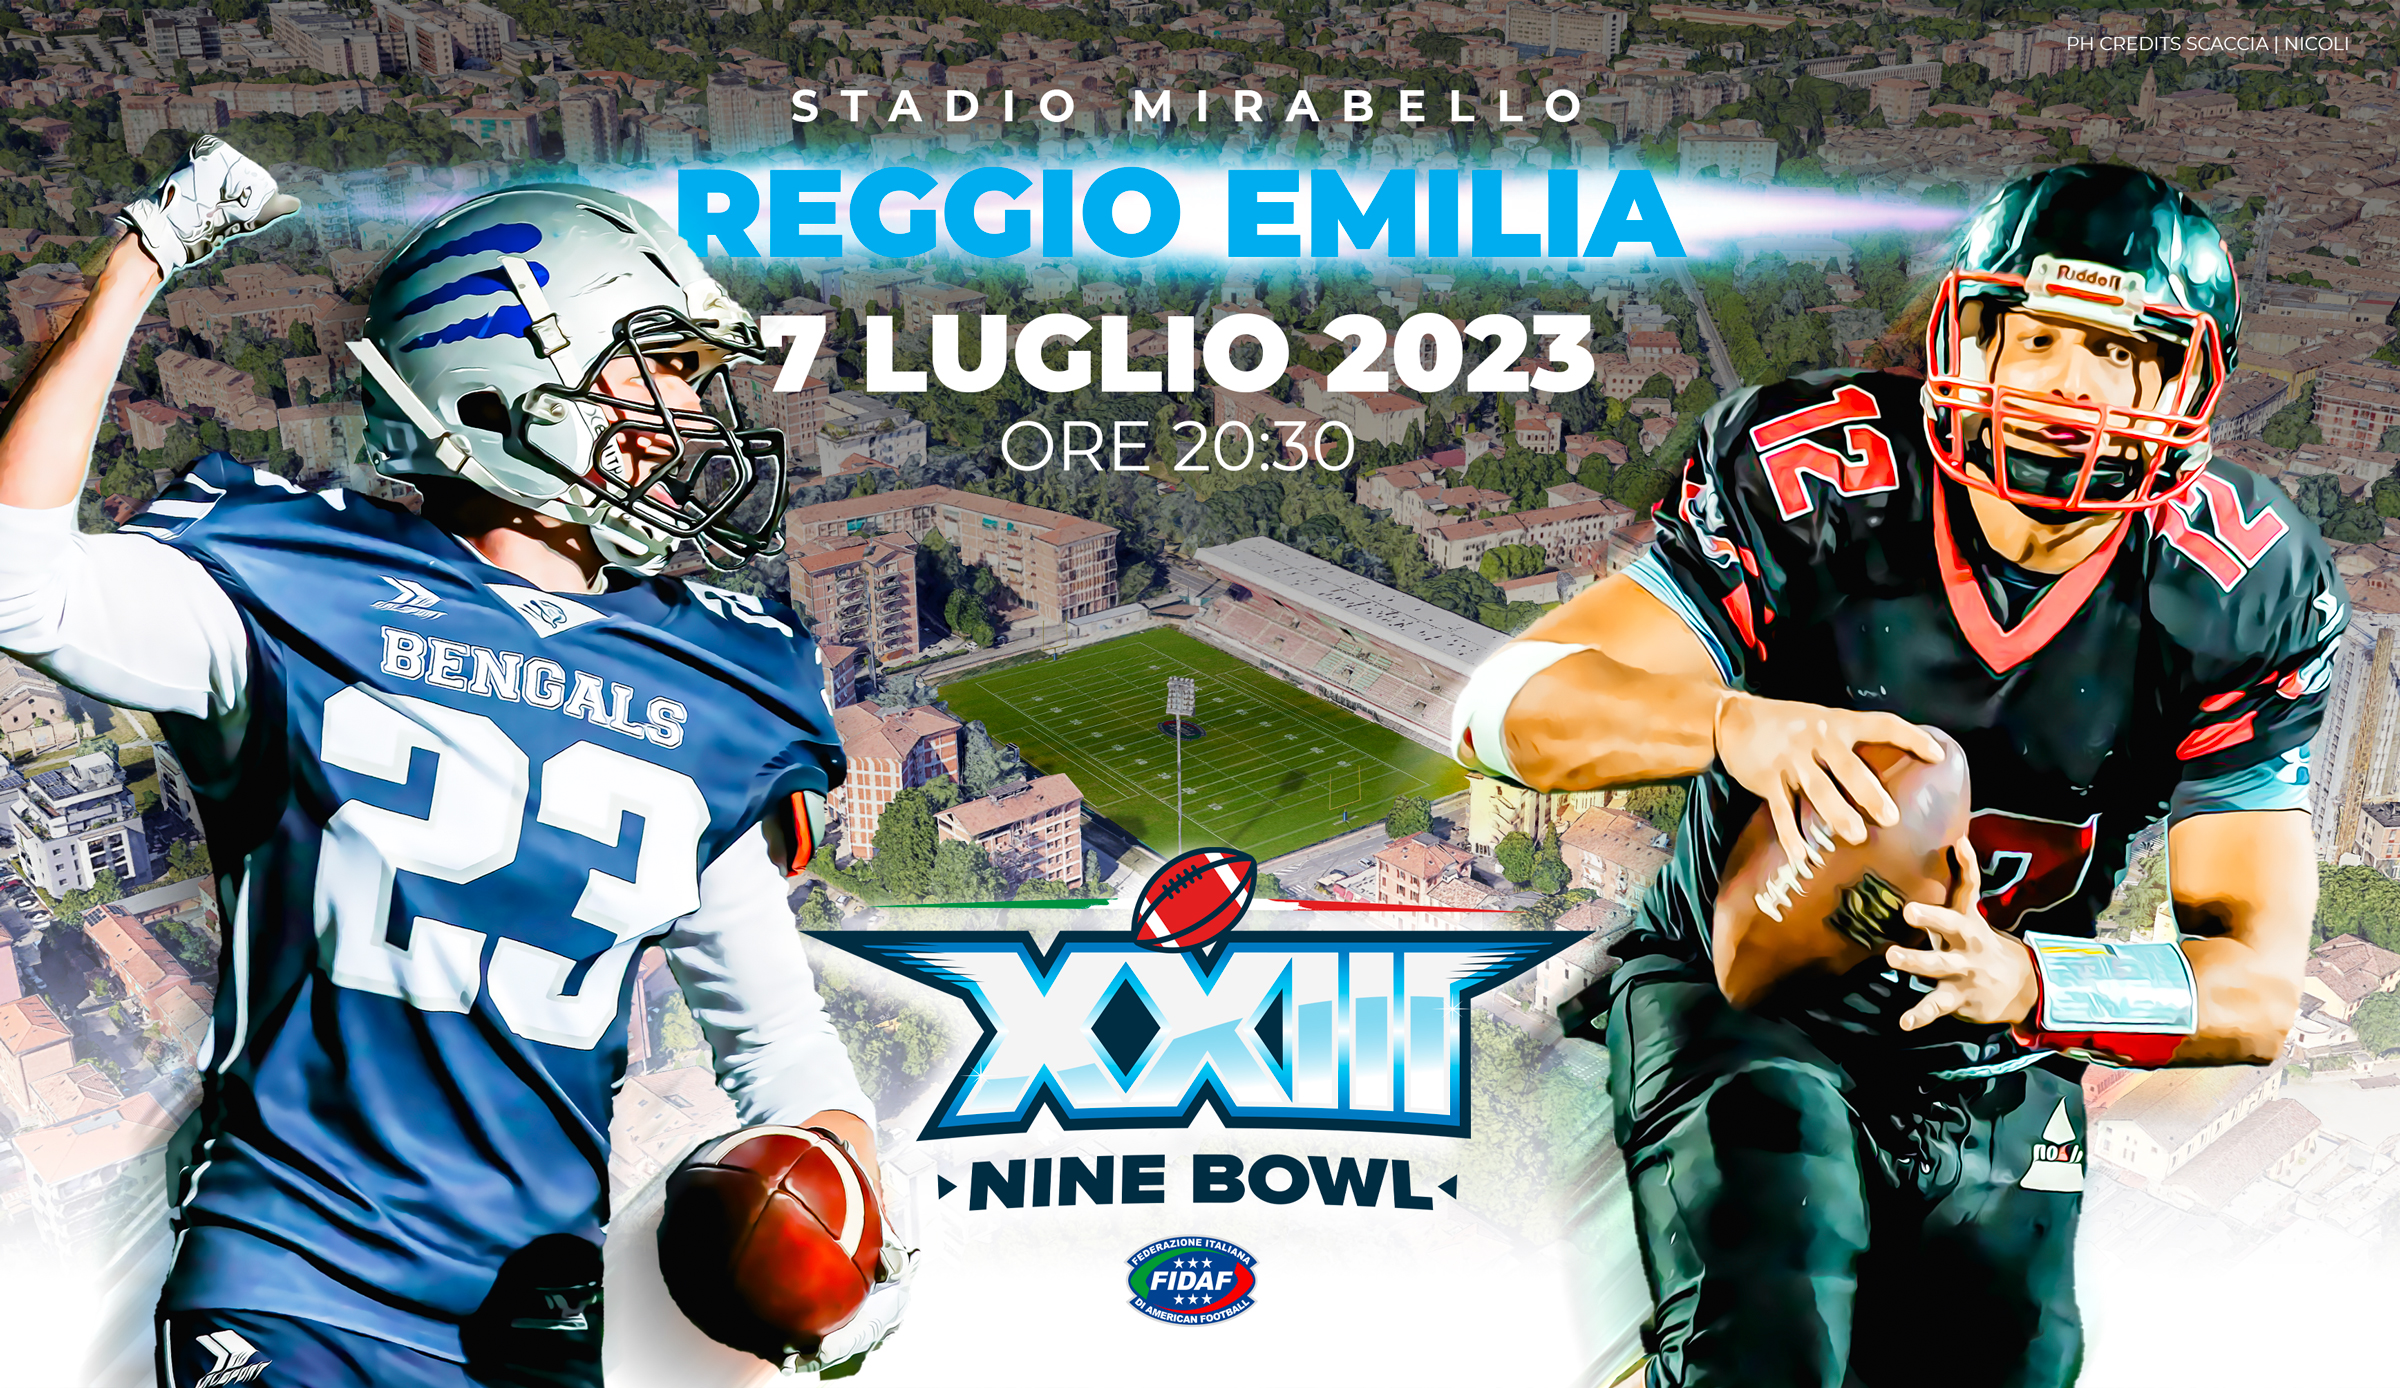 PH CREDITS SCACCIA | NICOLI
STADIO MIRABELLO
REGGIO EMILIA
7 LUGLIO 2023
ORE 20:30
Riddell
12
12
BENGALS
23
XXIII
NINE BOWL
FEDERAZIONE ITALIANA
FIDAF
DI AMERICAN FOOTBALL